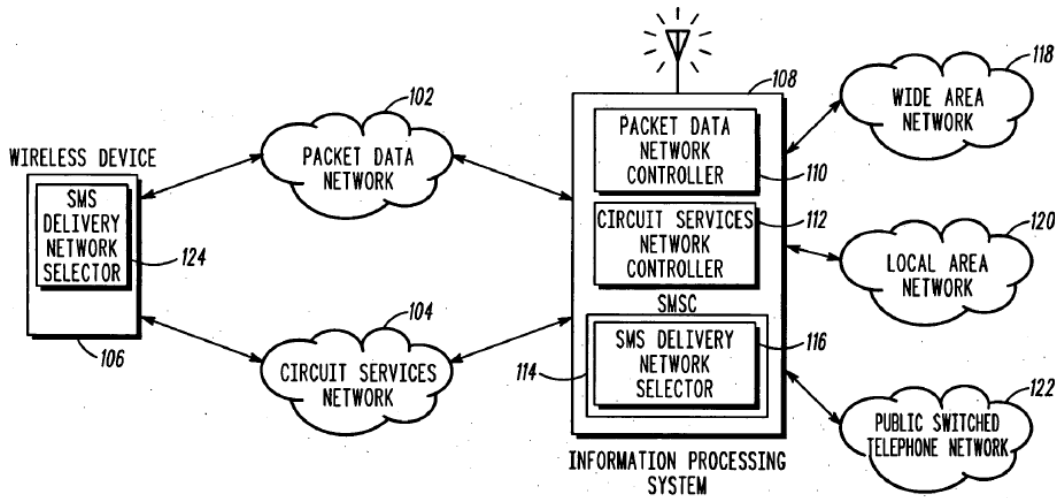 WIRELESS DEVICE
SMS
DELIVERY
NETWORK
SELECTOR
124
106
102
PACKET DATA
NETWORK
104
CIRCUIT SERVICES
NETWORK
108
PACKET DATA
NETWORK
CONTROLLER
110
CIRCUIT SERVICES
NETWORK
CONTROLLER
112
SMSC
SMS DELIVERY
NETWORK
SELECTOR
116
114
INFORMATION PROCESSING
SYSTEM
118
WIDE AREA
NETWORK
120
LOCAL AREA
NETWORK
122
PUBLIC SWITCHED
TELEPHONE NETWORK